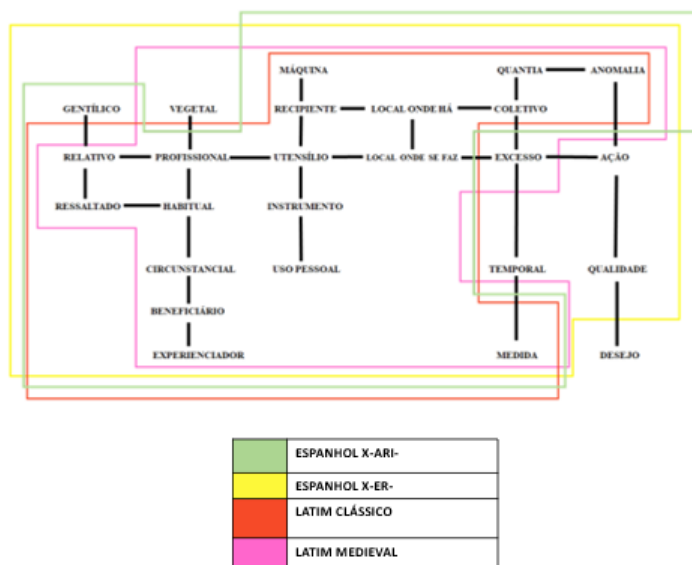 MÁQUINA QUANTIA ANOMALIA
GENTÍLICO VEGETAL RECIPIENTE LOCAL ONDE HÁ COLETIVO
RELATIVO PROFISSIONAL UTENSÍLIO LOCAL ONDE SE FAZ EXCESSO AÇÃO
RESSALTADO HABITUAL INSTRUMENTO
CIRCUNSTANCIAL USO PESSOAL TEMPORAL QUALIDADE
BENEFICIÁRIO
EXPERIENCIADOR MEDIDA DESEJO
ESPANHOL X-ARI-
ESPANHOL X-ER-
LATIM CLÁSSICO
LATIM MEDIEVAL